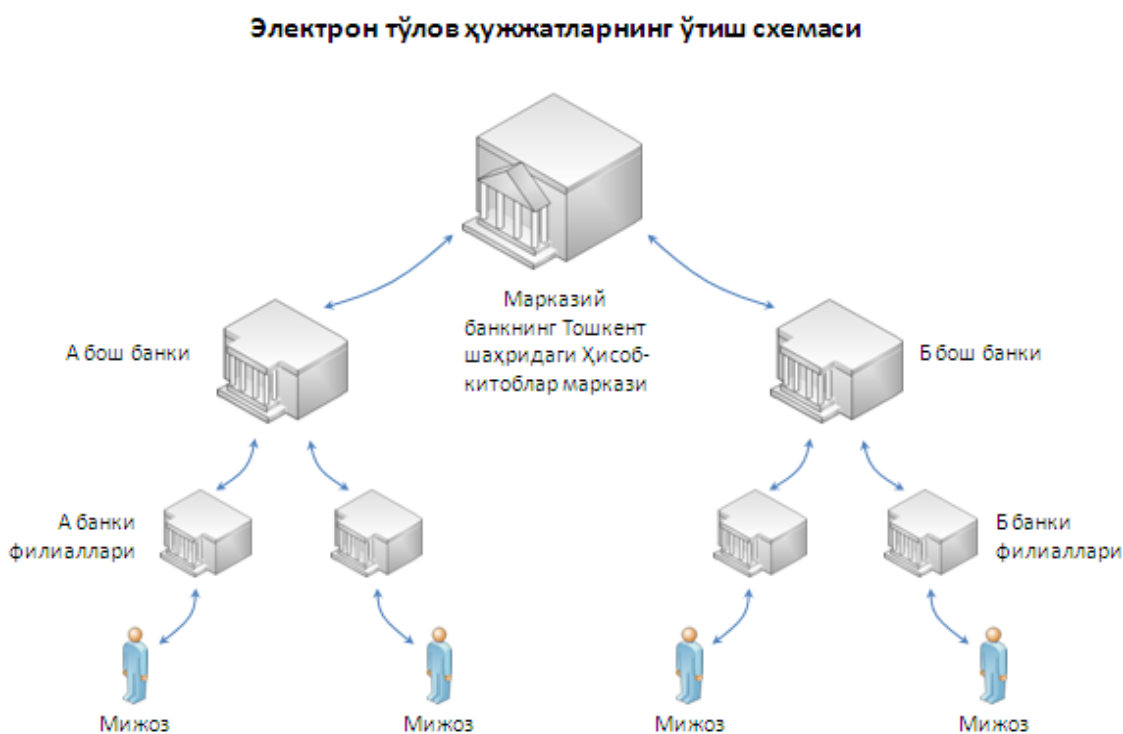 Электрон тўлов ҳужжатларнинг ўтиш схемаси
Марказий
банкнинг Тошкент
шаҳридаги Ҳисоб-
китоблар маркази
А бош банки
Б бош банки
А банки
филиаллари
Б банки
филиаллари
Мижоз
Мижоз
Мижоз
Мижоз